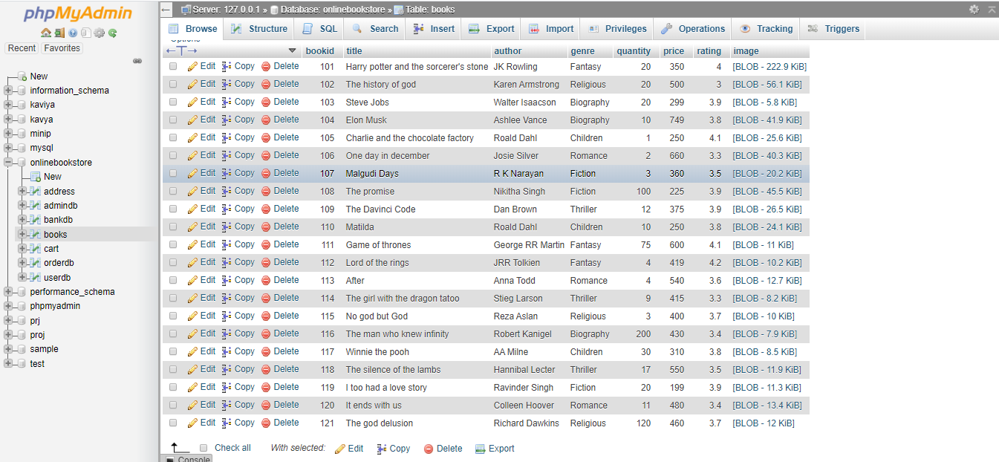 phpMyAdmin
Recent Favorites
New
information_schema
kaviya
kavya
minip
mysql
onlinebookstore
New
address
admindb
bankdb
books
cart
orderdb
userdb
performance_schema
phpmyadmin
prj
proj
sample
test
Server: 127.0.0.1 » Database: onlinebookstore » Table: books
Browse Structure SQL Search Insert Export Import Privileges Operations Tracking Triggers
Options
bookid title author genre quantity price rating image
Edit Copy Delete 101 Harry potter and the sorcerer's stone JK Rowling Fantasy 20 350 4 [BLOB - 222.9 KiB]
Edit Copy Delete 102 The history of god Karen Armstrong Religious 20 500 3 [BLOB - 56.1 KiB]
Edit Copy Delete 103 Steve Jobs Walter Isaacson Biography 20 299 3.9 [BLOB - 5.8 KiB]
Edit Copy Delete 104 Elon Musk Ashlee Vance Biography 10 749 3.8 [BLOB - 41.9 KiB]
Edit Copy Delete 105 Charlie and the chocolate factory Roald Dahl Children 1 250 4.1 [BLOB - 25.6 KiB]
Edit Copy Delete 106 One day in december Josie Silver Romance 2 660 3.3 [BLOB - 40.3 KiB]
Edit Copy Delete 107 Malgudi Days R K Narayan Fiction 3 360 3.5 [BLOB - 20.2 KiB]
Edit Copy Delete 108 The promise Nikitha Singh Fiction 100 225 3.9 [BLOB - 45.5 KiB]
Edit Copy Delete 109 The Davinci Code Dan Brown Thriller 12 375 3.9 [BLOB - 26.5 KiB]
Edit Copy Delete 110 Matilda Roald Dahl Children 10 250 3.8 [BLOB - 24.1 KiB]
Edit Copy Delete 111 Game of thrones George RR Martin Fantasy 75 600 4.1 [BLOB - 11 KiB]
Edit Copy Delete 112 Lord of the rings JRR Tolkien Fantasy 4 419 4.2 [BLOB - 10.2 KiB]
Edit Copy Delete 113 After Anna Todd Romance 4 540 3.6 [BLOB - 12.7 KiB]
Edit Copy Delete 114 The girl with the dragon tatoo Stieg Larson Thriller 9 415 3.3 [BLOB - 8.2 KiB]
Edit Copy Delete 115 No god but God Reza Aslan Religious 3 400 3.7 [BLOB - 10 KiB]
Edit Copy Delete 116 The man who knew infinity Robert Kanigel Biography 200 430 3.4 [BLOB - 7.9 KiB]
Edit Copy Delete 117 Winnie the pooh AA Milne Children 30 310 3.8 [BLOB - 8.5 KiB]
Edit Copy Delete 118 The silence of the lambs Hannibal Lecter Thriller 17 550 3.5 [BLOB - 11.9 KiB]
Edit Copy Delete 119 I too had a love story Ravinder Singh Fiction 20 199 3.9 [BLOB - 11.3 KiB]
Edit Copy Delete 120 It ends with us Colleen Hoover Romance 11 480 3.4 [BLOB - 13.4 KiB]
Edit Copy Delete 121 The god delusion Richard Dawkins Religious 120 460 3.7 [BLOB - 12 KiB]
Check all With selected: Edit Copy Delete Export
Console